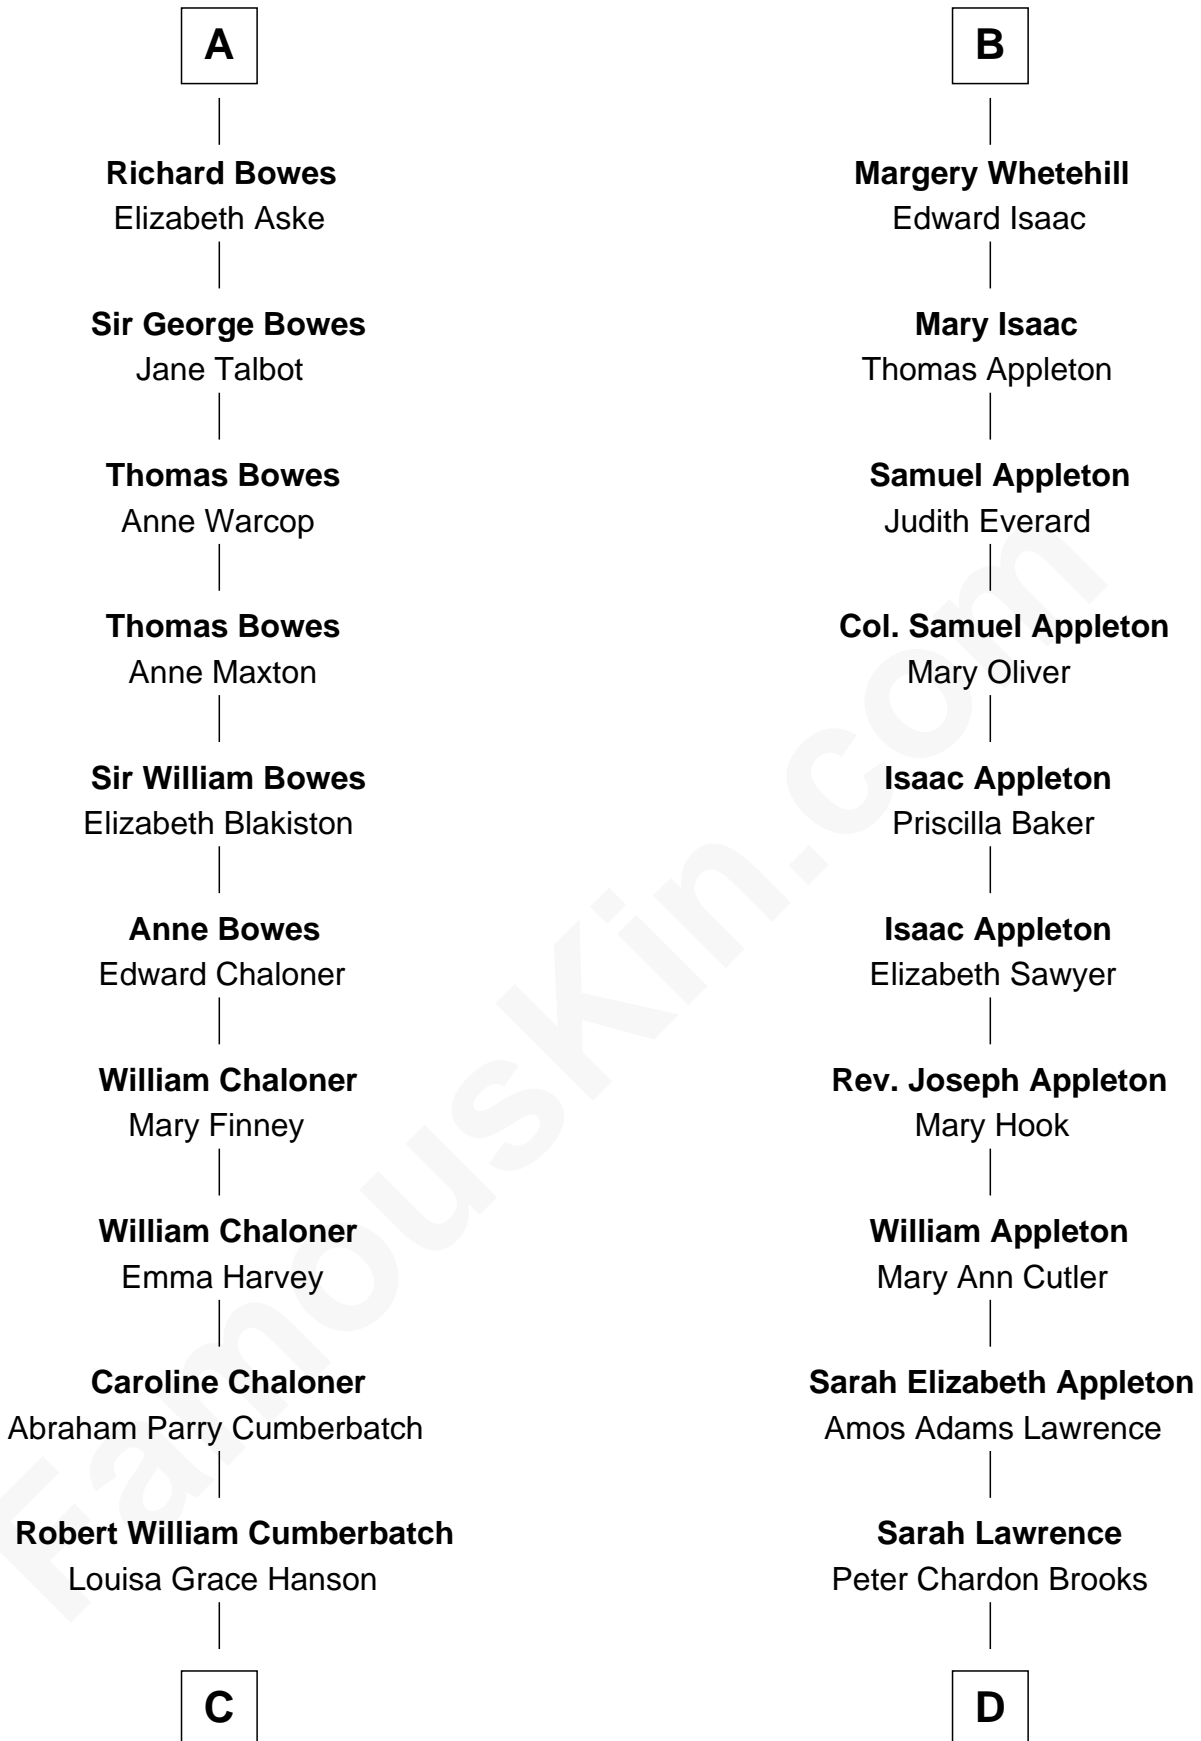 A
Richard Bowes
Elizabeth Aske
Sir George Bowes
Jane Talbot
Thomas Bowes
Anne Warcop
Thomas Bowes
Anne Maxton
Sir William Bowes
Elizabeth Blakiston
Anne Bowes
Edward Chaloner
William Chaloner
Mary Finney
William Chaloner
Emma Harvey
Caroline Chaloner
Abraham Parry Cumberbatch
Robert William Cumberbatch
Louisa Grace Hanson
C
B
Margery Whetehill
Edward Isaac
Mary Isaac
Thomas Appleton
Samuel Appleton
Judith Everard
Col. Samuel Appleton
Mary Oliver
Isaac Appleton
Priscilla Baker
Isaac Appleton
Elizabeth Sawyer
Rev. Joseph Appleton
Mary Hook
William Appleton
Mary Ann Cutler
Sarah Elizabeth Appleton
Amos Adams Lawrence
Sarah Lawrence
Peter Chardon Brooks
D
FamousKin.com